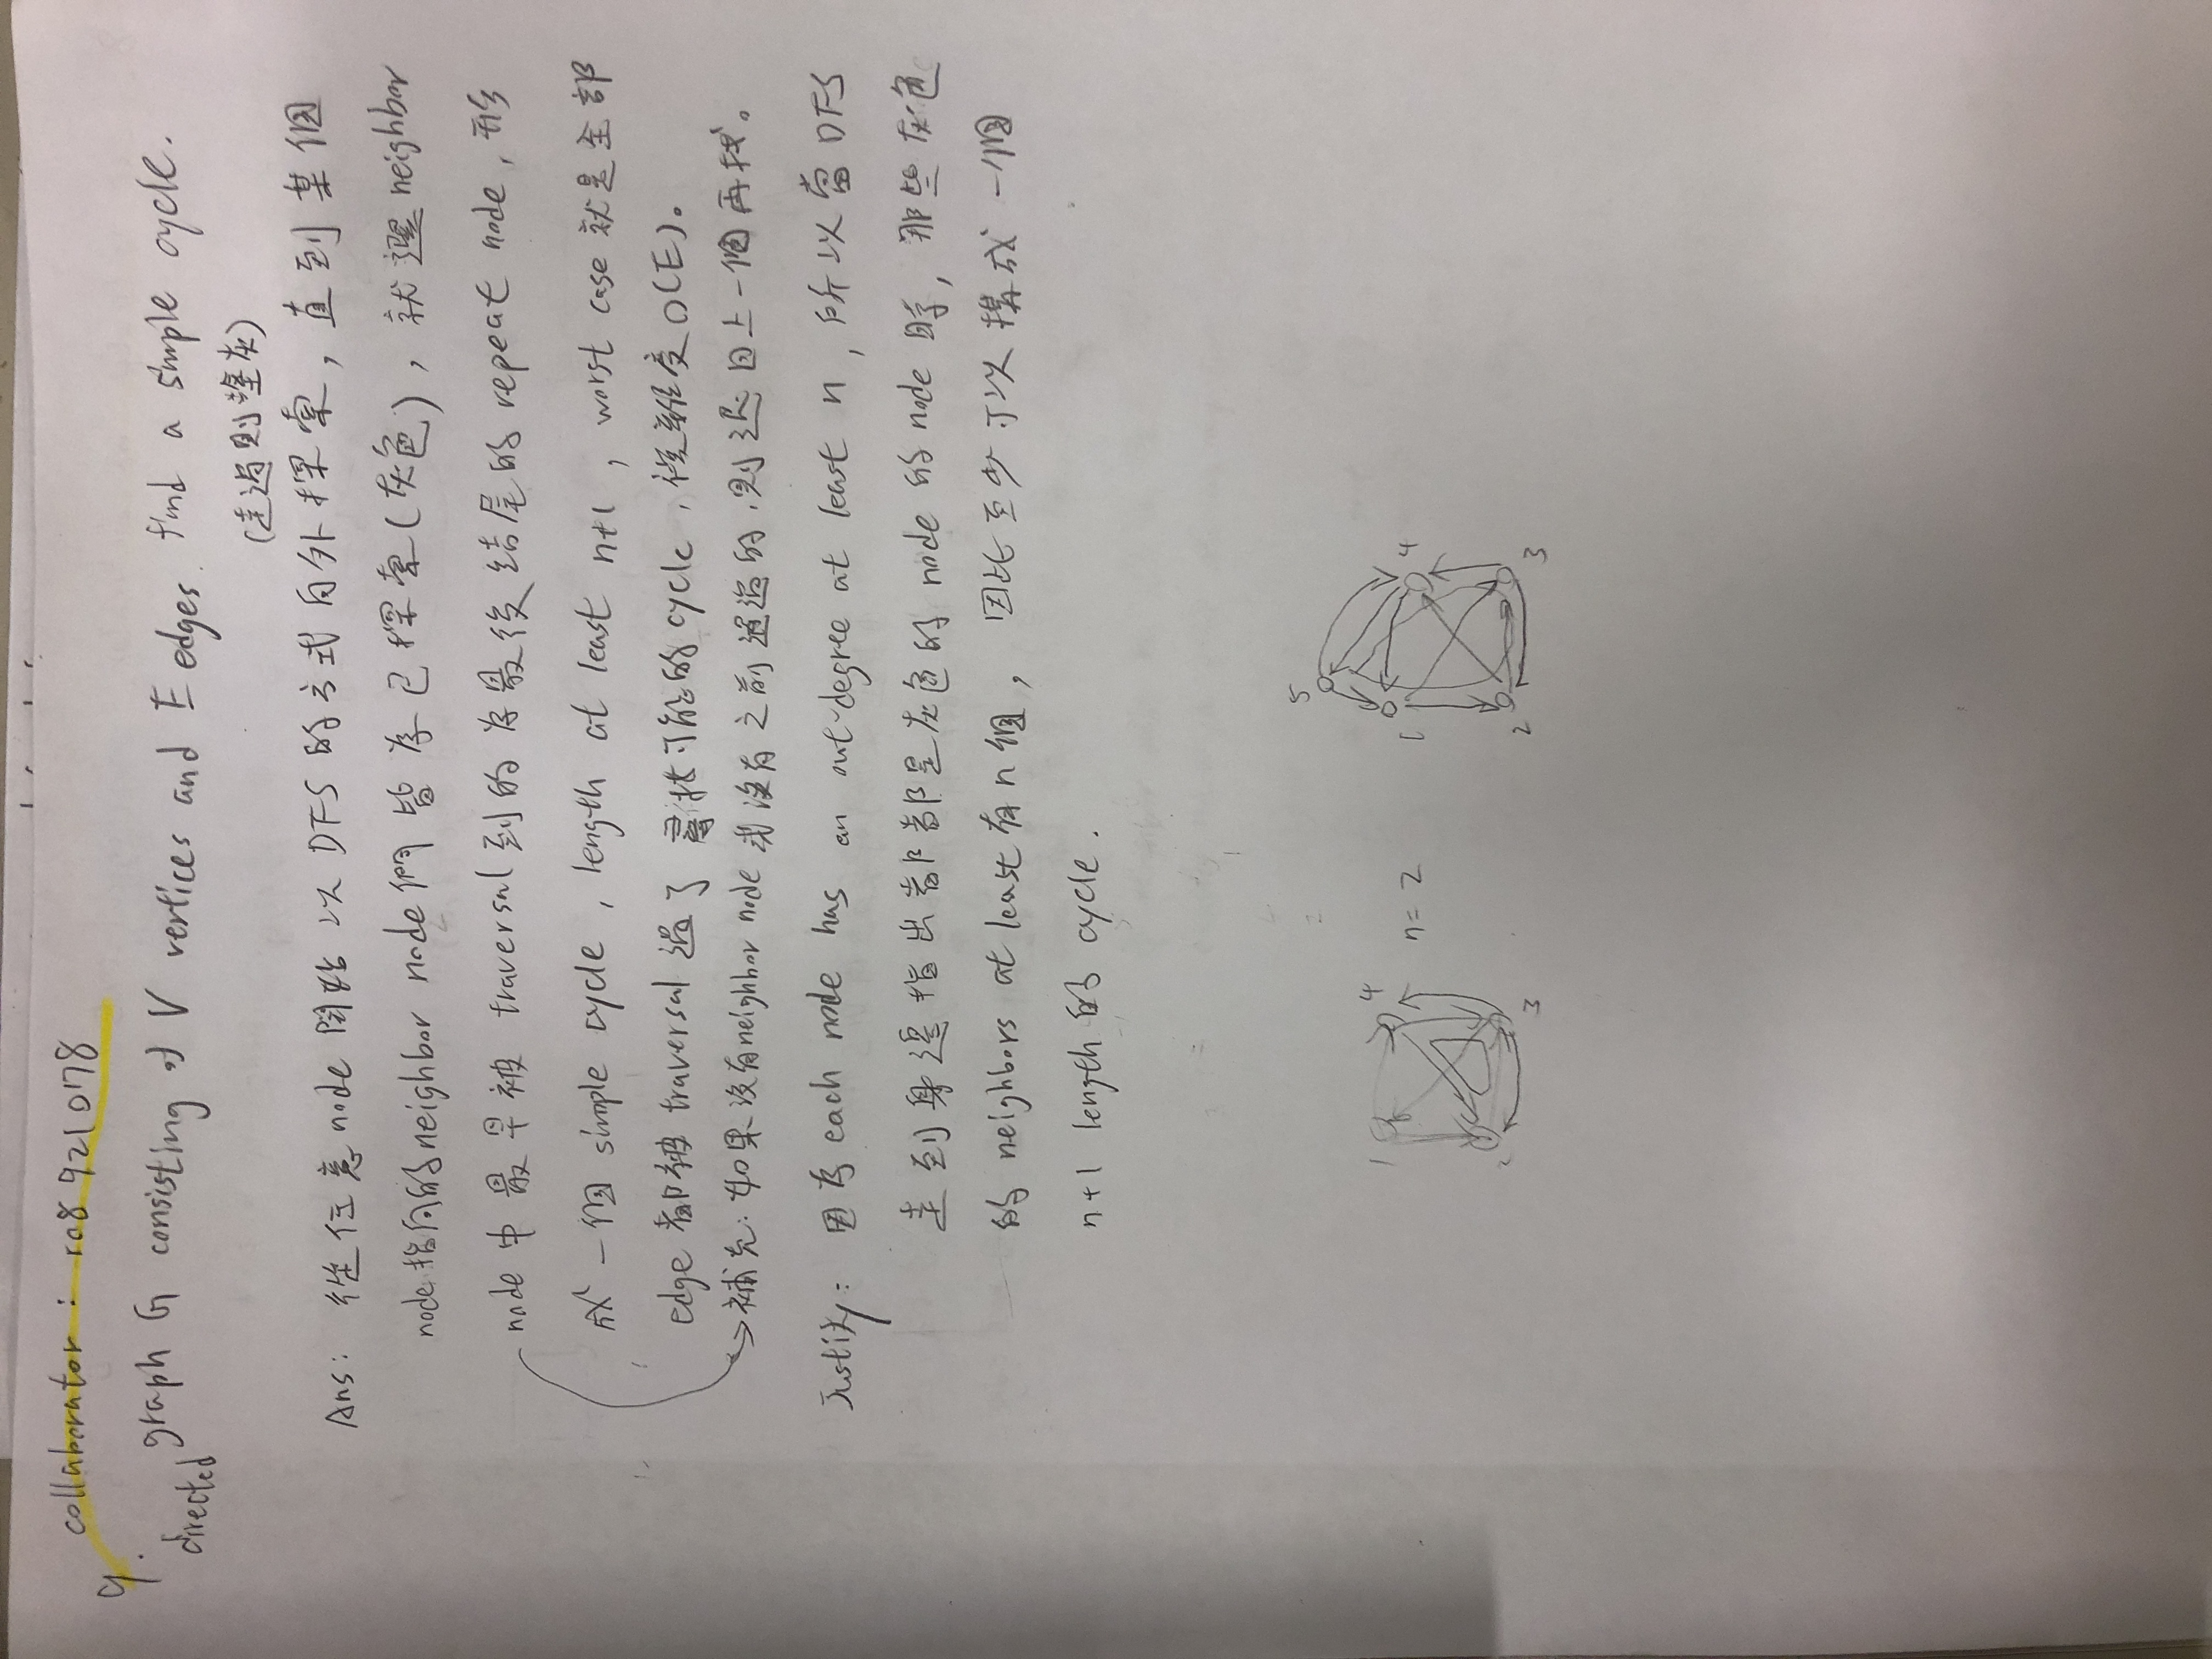 collaborator : r08921078
9.
directed graph G consisting of V vertices and E edges. find a simple cycle.
(走過則塗灰)
Ans: 從任意node開始以DFS的方式向外探索，直到某個
node指向的neighbor node們皆為已探索(灰色)，就選neighbor
node中最早被traversal到的為最後結尾的repeat node，形
成一個simple cycle，length at least n+1，worst case就是全部
edge都被traversal過了尋找可能的cycle，複雜度O(E)。
補充: 如果沒有neighbor node或沒有之前通過的，則退回上一個再找。
Justify: 因為each node has an out-degree at least n，所以當DFS
走到身邊指出都都是灰色的node的node時，那些灰色
的neighbors at least有n個，因此至少可以構成一個
n+1 length的cycle.
5
1 4 n=2 1 4
2 3 2 3